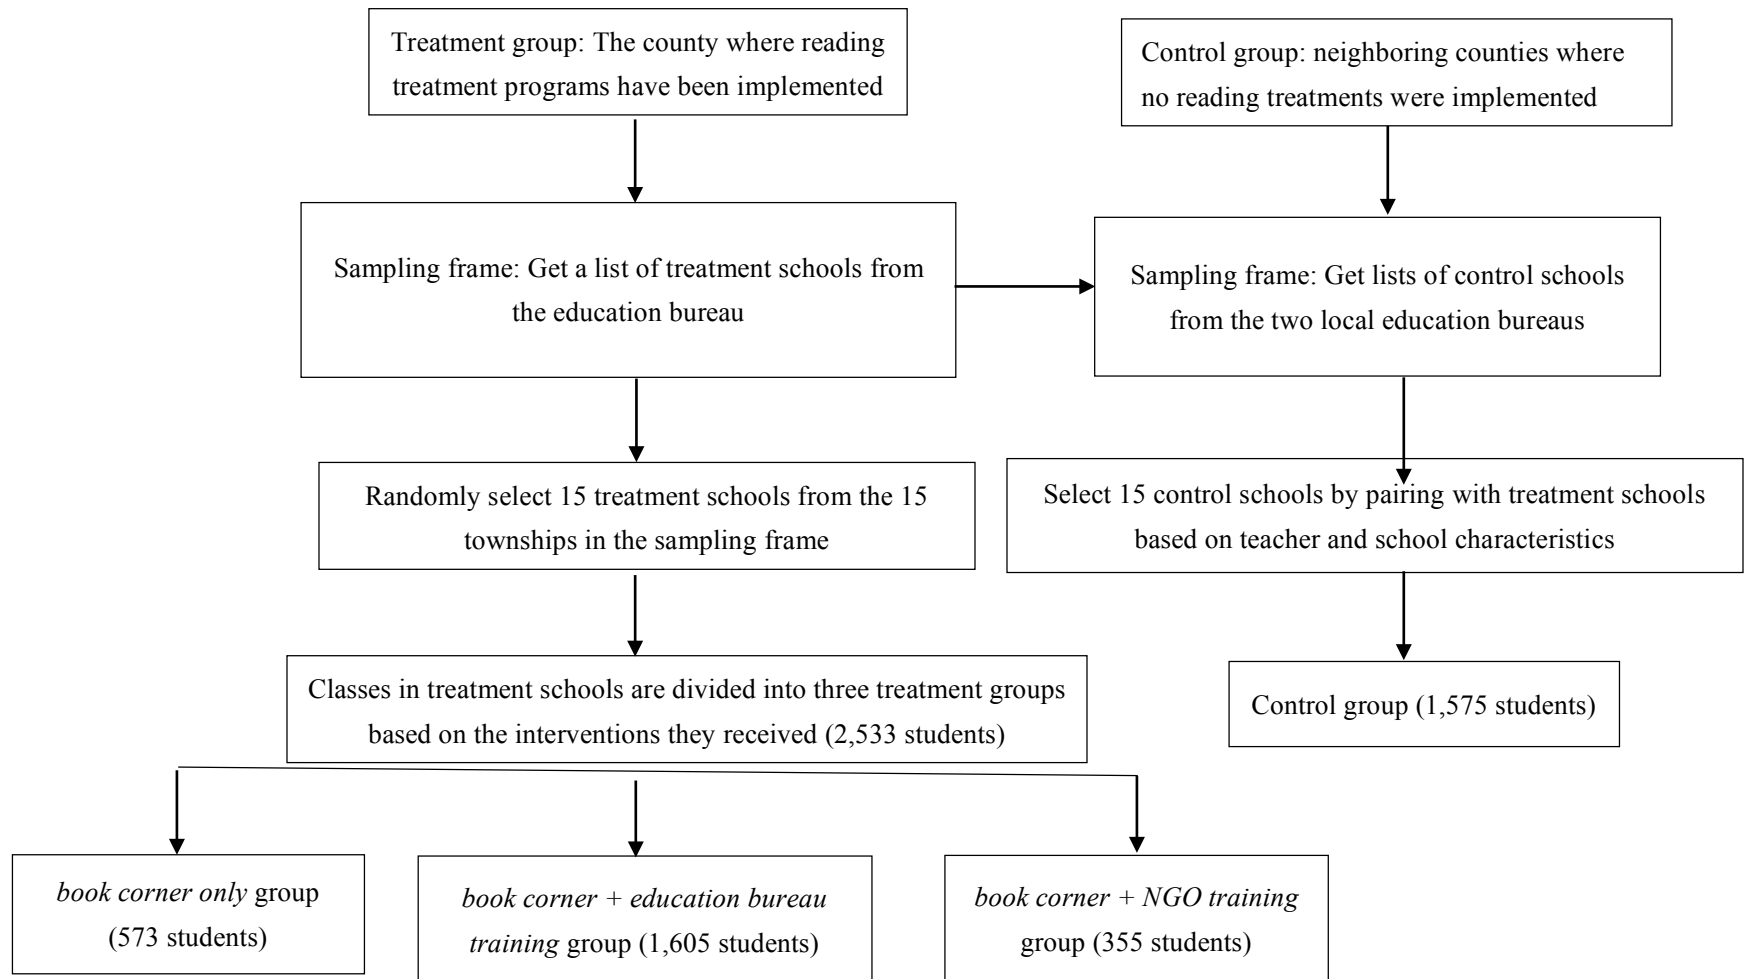 Treatment group: The county where reading
treatment programs have been implemented
Control group: neighboring counties where
no reading treatments were implemented
Sampling frame: Get a list of treatment schools from
the education bureau
Sampling frame: Get lists of control schools
from the two local education bureaus
Randomly select 15 treatment schools from the 15
townships in the sampling frame
Select 15 control schools by pairing with treatment schools
based on teacher and school characteristics
Classes in treatment schools are divided into three treatment groups
based on the interventions they received (2,533 students)
Control group (1,575 students)
book corner only group
(573 students)
book corner + education bureau
training group (1,605 students)
book corner + NGO training
group (355 students)